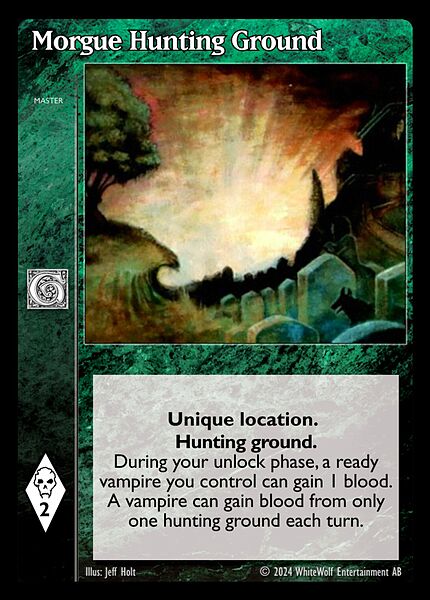 Morgue Hunting Ground
MASTER
Unique location.
Hunting ground.
During your unlock phase, a ready
vampire you control can gain 1 blood.
A vampire can gain blood from only
one hunting ground each turn.
2
Illus: Jeff Holt © 2024 WhiteWolf Entertainment AB